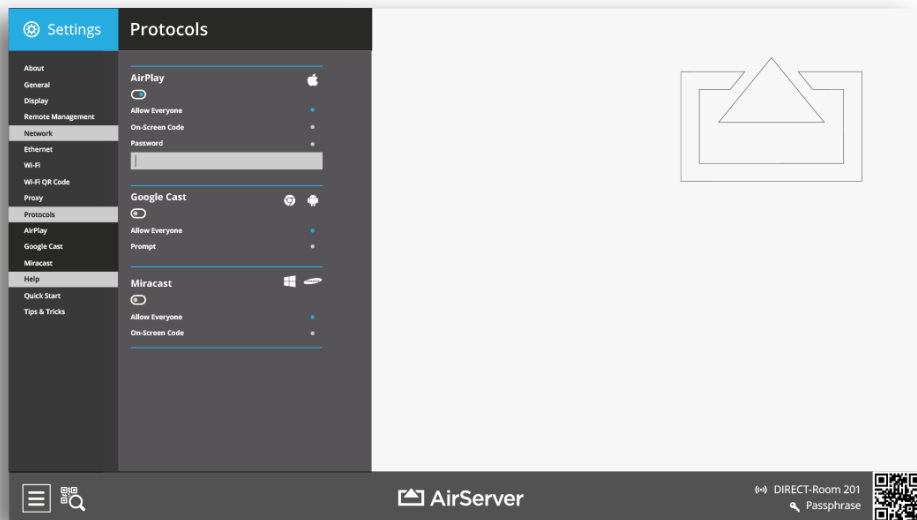 Settings
Protocols
About
General
Display
Remote Management
Network
Ethernet
Wi-Fi
Wi-Fi QR Code
Proxy
Protocols
AirPlay
Google Cast
Miracast
Help
Quick Start
Tips & Tricks
AirPlay
Allow Everyone
On-Screen Code
Password
Google Cast
Allow Everyone
Prompt
Miracast
Allow Everyone
On-Screen Code
AirServer
DIRECT-Room 201
Passphrase